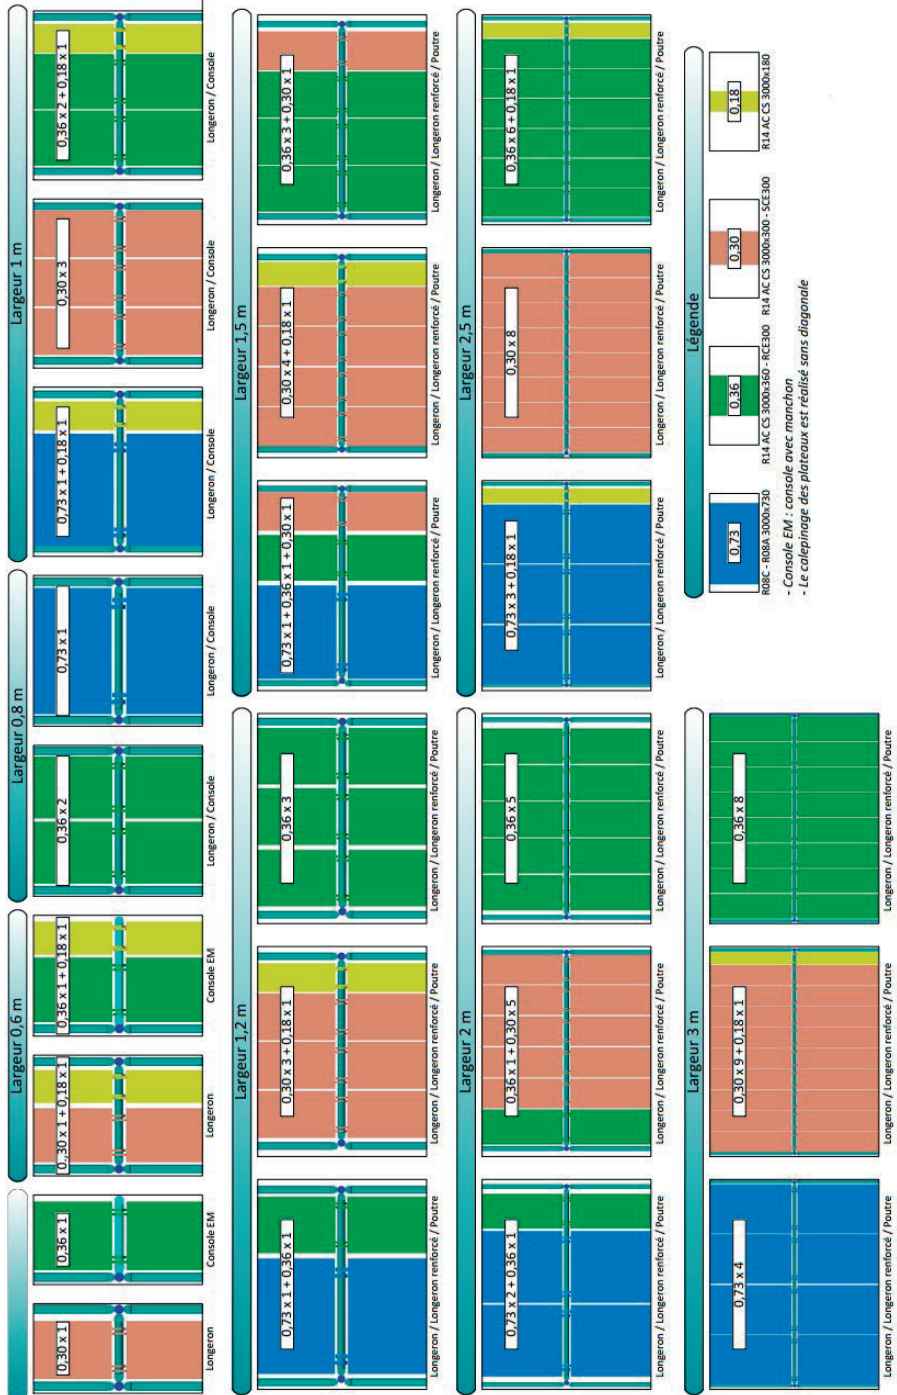 0,30 x 1
Longeron
0,36 x 1
Console EM
Largeur 0,6 m
0,30 x 1 + 0,18 x 1
Longeron
0,36 x 1 + 0,18 x 1
Console EM
Largeur 0,8 m
0,36 x 2
Longeron / Console
0,73 x 1
Longeron / Console
Largeur 1 m
0,73 x 1 + 0,18 x 1
Longeron / Console
0,30 x 3
Longeron / Console
0,36 x 2 + 0,18 x 1
Longeron / Console
Largeur 1,2 m
0,73 x 1 + 0,36 x 1
Longeron / Longeron renforcé / Poutre
0,30 x 3 + 0,18 x 1
Longeron / Longeron renforcé / Poutre
0,36 x 3
Longeron / Longeron renforcé / Poutre
Largeur 1,5 m
0,73 x 1 + 0,36 x 1 + 0,30 x 1
Longeron / Longeron renforcé / Poutre
0,30 x 4 + 0,18 x 1
Longeron / Longeron renforcé / Poutre
0,36 x 3 + 0,30 x 1
Longeron / Longeron renforcé / Poutre
Largeur 2 m
0,73 x 2 + 0,36 x 1
Longeron / Longeron renforcé / Poutre
0,36 x 1 + 0,30 x 5
Longeron / Longeron renforcé / Poutre
0,36 x 5
Longeron / Longeron renforcé / Poutre
Largeur 2,5 m
0,73 x 3 + 0,18 x 1
Longeron / Longeron renforcé / Poutre
0,30 x 8
Longeron / Longeron renforcé / Poutre
0,36 x 6 + 0,18 x 1
Longeron / Longeron renforcé / Poutre
Largeur 3 m
0,73 x 4
Longeron / Longeron renforcé / Poutre
0,30 x 9 + 0,18 x 1
Longeron / Longeron renforcé / Poutre
0,36 x 8
Longeron / Longeron renforcé / Poutre
Légende
0,73
R08C - R08A 3000x730
0,36
R14 AC CS 3000x360 - RCE300
0,30
R14 AC CS 3000x300 - SCE300
0,18
R14 AC CS 3000x180
- Console EM : console avec manchon
- Le calepinage des plateaux est réalisé sans diagonale